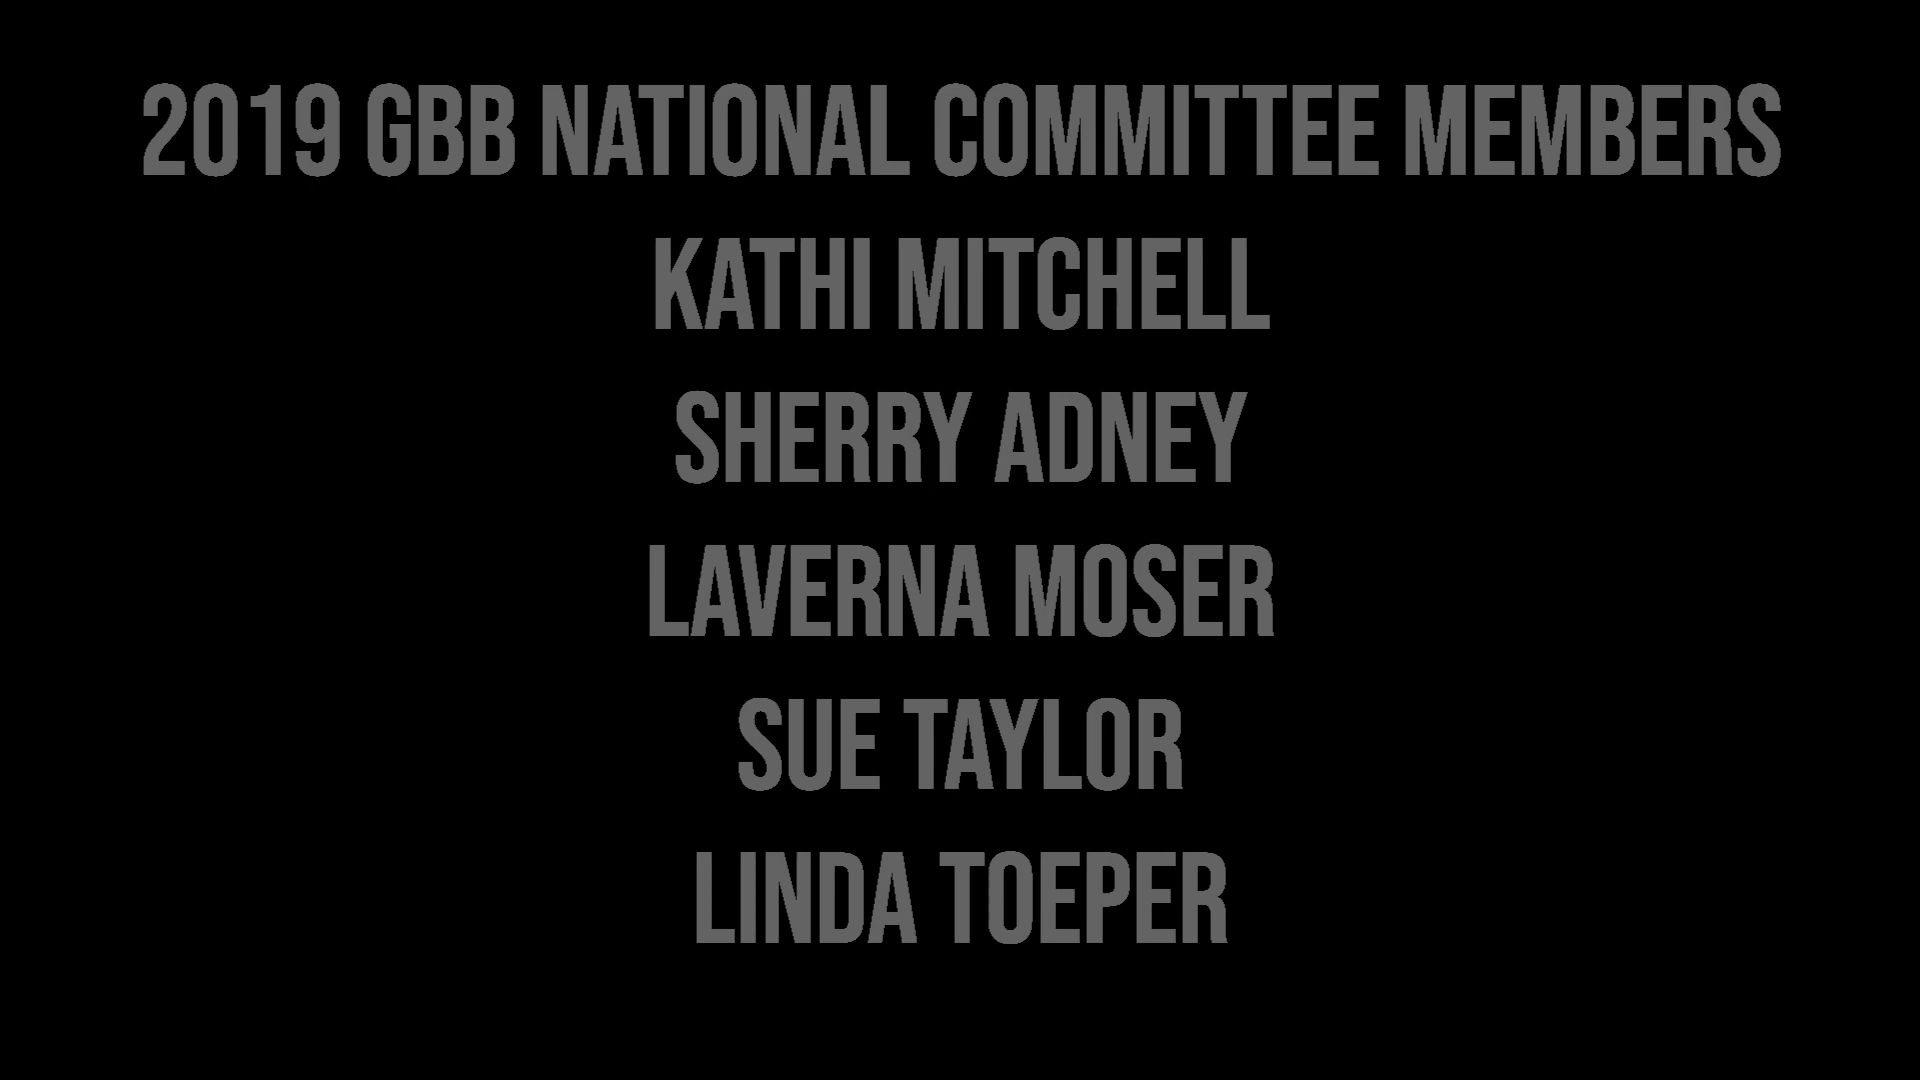 2019 GBB NATIONAL COMMITTEE MEMBERS
KATHI MITCHELL
SHERRY ADNEY
LAVERNA MOSER
SUE TAYLOR
LINDA TOEPER